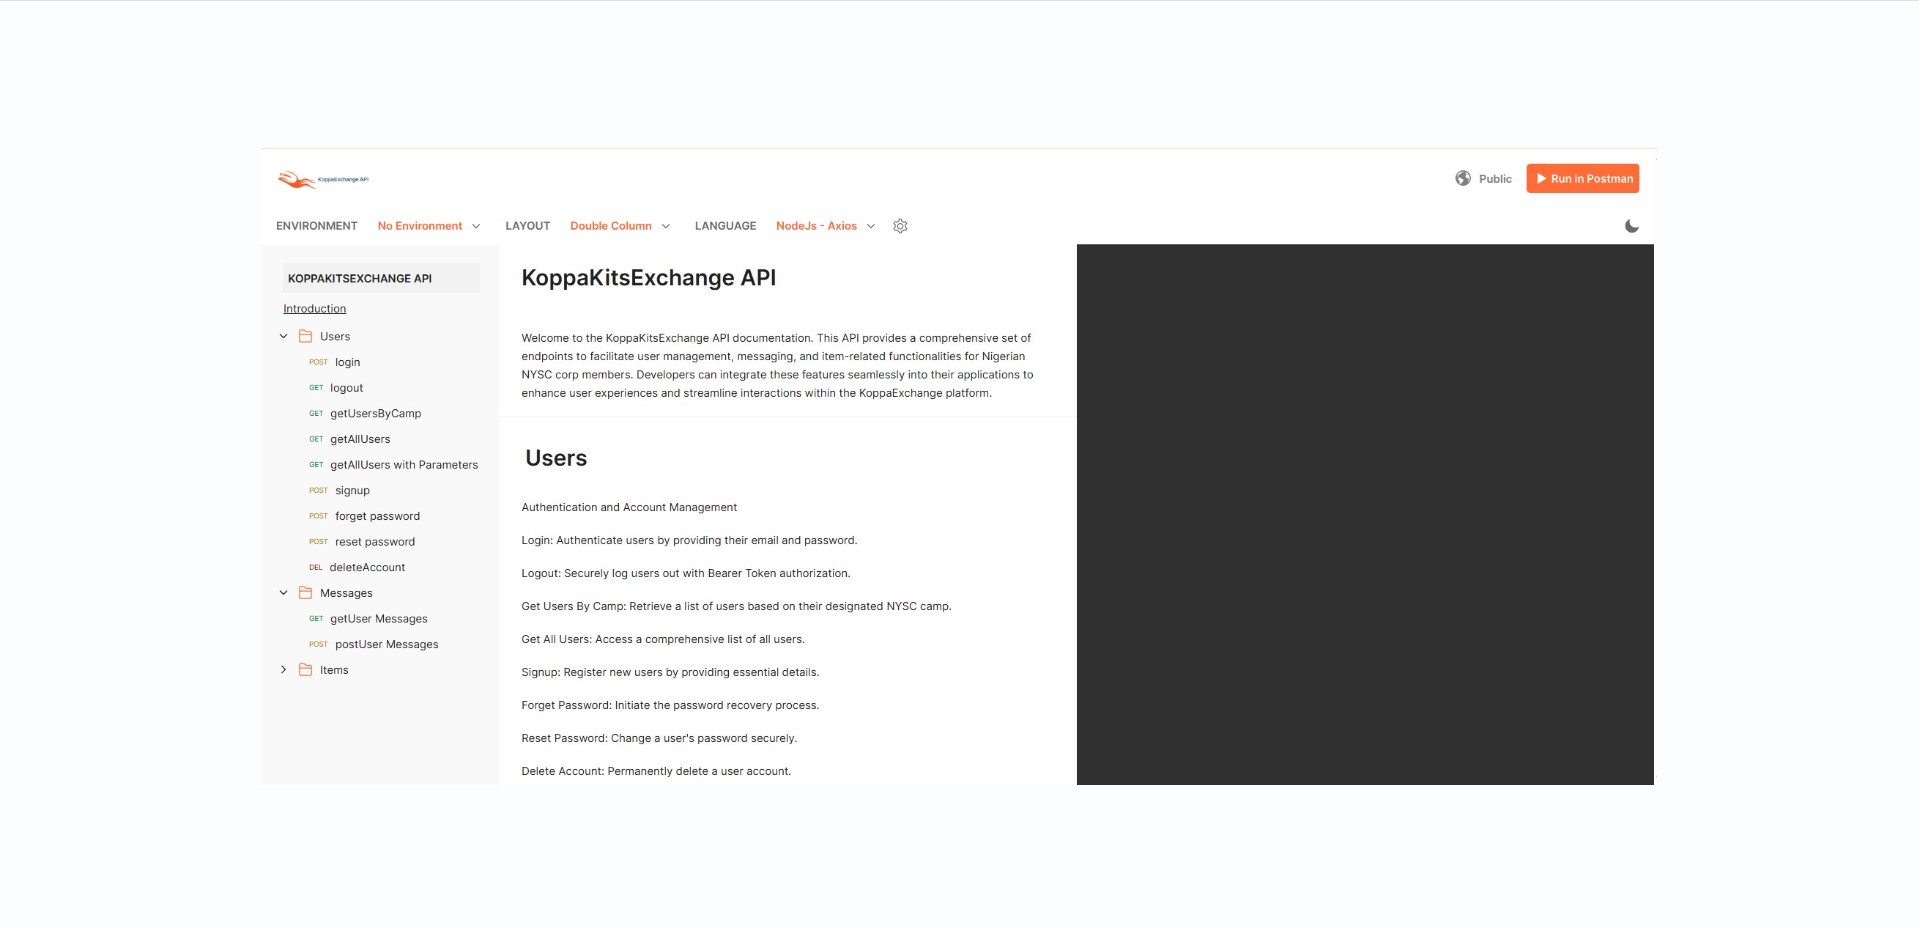 KoppaExchange API
Public
Run in Postman
ENVIRONMENT No Environment LAYOUT Double Column LANGUAGE NodeJs - Axios
KOPPAKITSEXCHANGE API
Introduction
Users
POST login
GET logout
GET getUsersByCamp
GET getAllUsers
GET getAllUsers with Parameters
POST signup
POST forget password
POST reset password
DEL deleteAccount
Messages
GET getUser Messages
POST postUser Messages
Items
KoppaKitsExchange API
Welcome to the KoppaKitsExchange API documentation. This API provides a comprehensive set of
endpoints to facilitate user management, messaging, and item-related functionalities for Nigerian
NYSC corp members. Developers can integrate these features seamlessly into their applications to
enhance user experiences and streamline interactions within the KoppaExchange platform.
Users
Authentication and Account Management
Login: Authenticate users by providing their email and password.
Logout: Securely log users out with Bearer Token authorization.
Get Users By Camp: Retrieve a list of users based on their designated NYSC camp.
Get All Users: Access a comprehensive list of all users.
Signup: Register new users by providing essential details.
Forget Password: Initiate the password recovery process.
Reset Password: Change a user's password securely.
Delete Account: Permanently delete a user account.